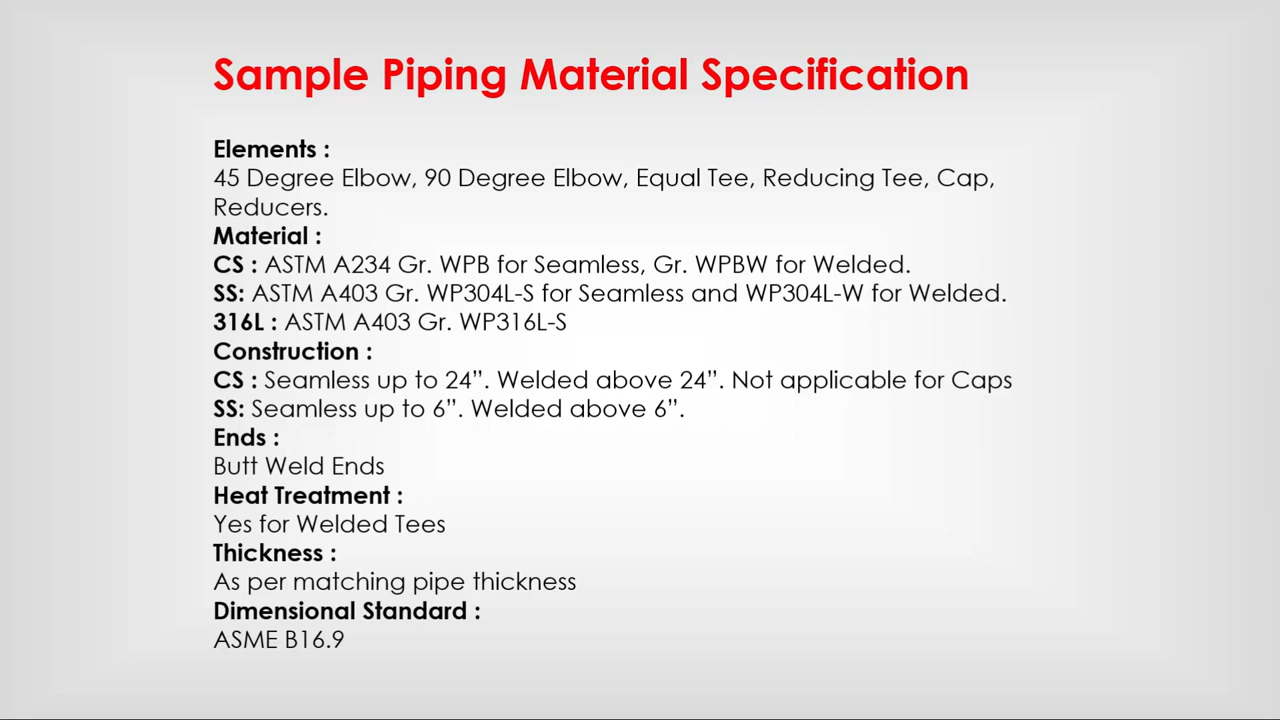 Sample Piping Material Specification
Elements :
45 Degree Elbow, 90 Degree Elbow, Equal Tee, Reducing Tee, Cap,
Reducers.
Material :
CS : ASTM A234 Gr. WPB for Seamless, Gr. WPBW for Welded.
SS: ASTM A403 Gr. WP304L-S for Seamless and WP304L-W for Welded.
316L : ASTM A403 Gr. WP316L-S
Construction :
CS : Seamless up to 24”. Welded above 24”. Not applicable for Caps
SS: Seamless up to 6”. Welded above 6”.
Ends :
Butt Weld Ends
Heat Treatment :
Yes for Welded Tees
Thickness :
As per matching pipe thickness
Dimensional Standard :
ASME B16.9